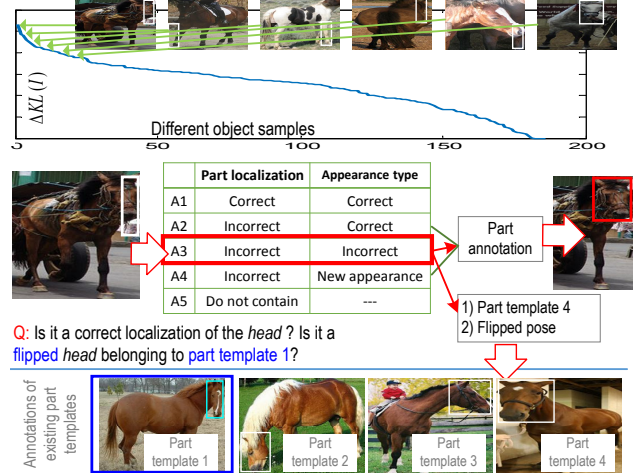 ΔKL(I)
Different object samples
3 50 100 150 200
Part localization Appearance type
A1 Correct Correct
A2 Incorrect Correct
A3 Incorrect Incorrect
A4 Incorrect New appearance
A5 Do not contain ---
Part
annotation
1) Part template 4
2) Flipped pose
Q: Is it a correct localization of the head ? Is it a
flipped head belonging to part template 1?
Annotations of
existing part
templates
Part
template 1
Part
template 2
Part
template 3
Part
template 4